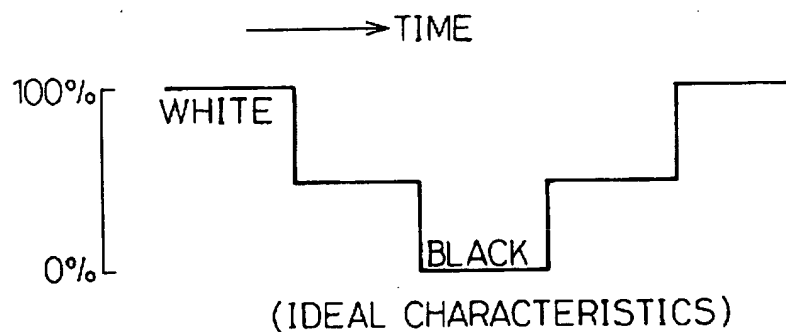 TIME
100%
WHITE
BLACK
0%
(IDEAL CHARACTERISTICS)